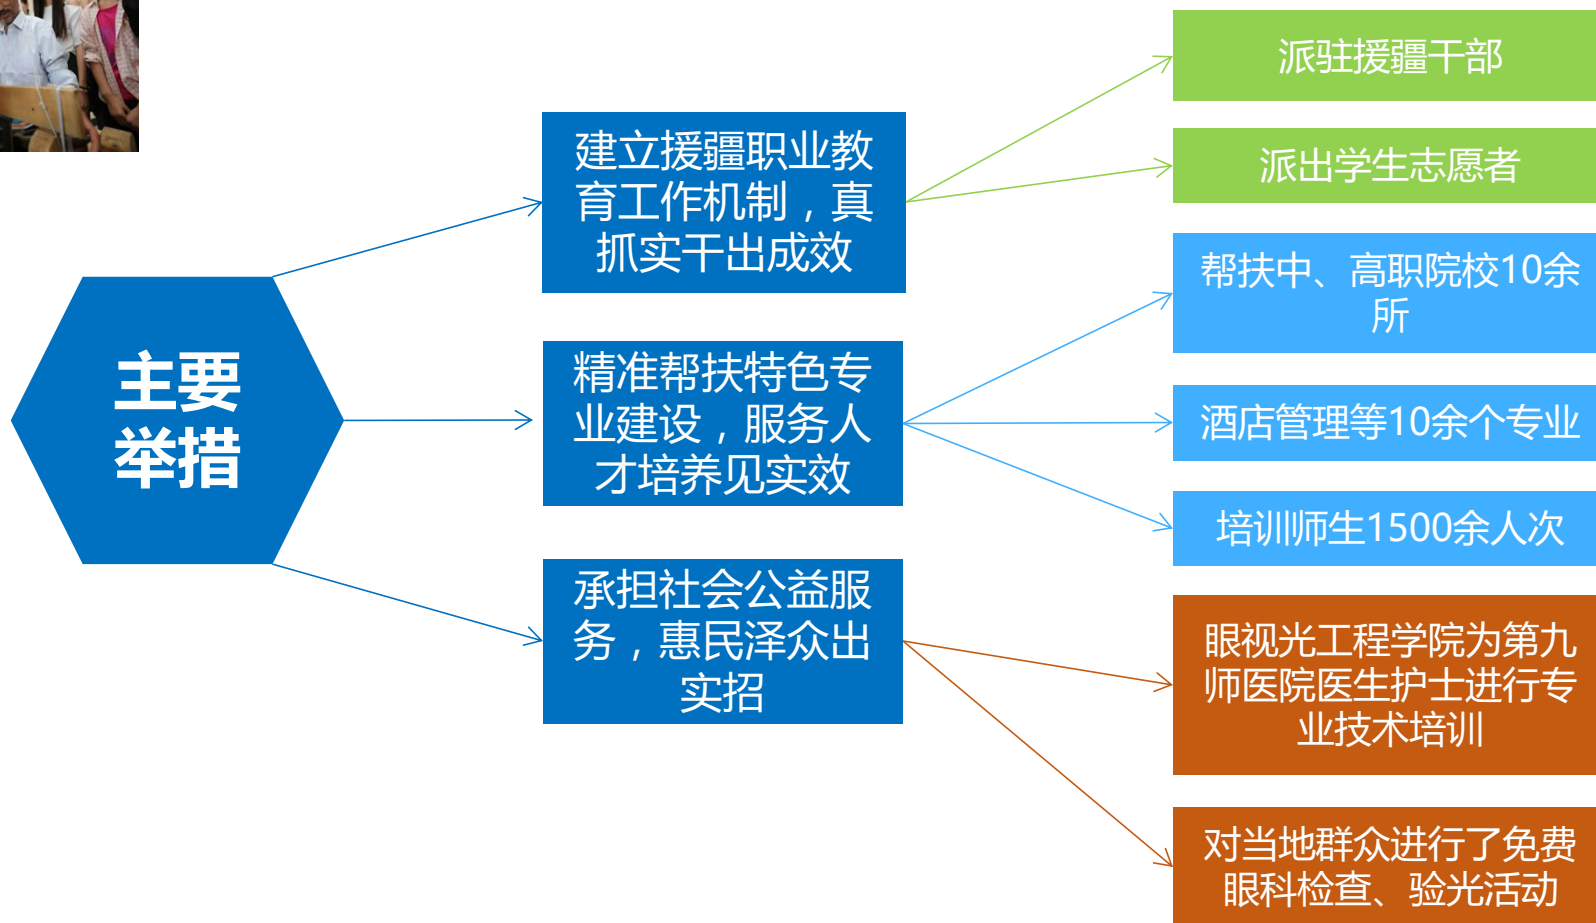 主要
举措
建立援疆职业教
育工作机制，真
抓实干出成效
派驻援疆干部
派出学生志愿者
精准帮扶特色专
业建设，服务人
才培养见实效
帮扶中、高职院校10余
所
酒店管理等10余个专业
培训师生1500余人次
承担社会公益服
务，惠民泽众出
实招
眼视光工程学院为第九
师医院医生护士进行专
业技术培训
对当地群众进行了免费
眼科检查、验光活动